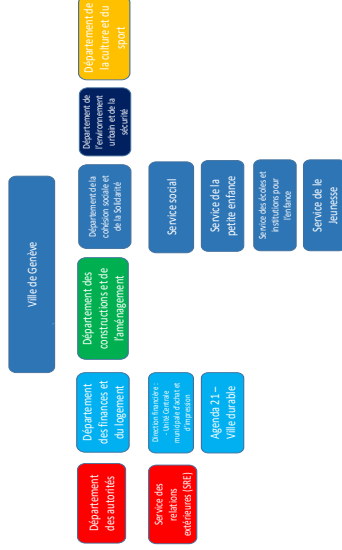 Ville de Genève
Département
des autorités
Département
des finances et
du logement
Département des
constructions et de
l'aménagement
Département de la
cohésion sociale et
de la Solidarité
Département de
l'environnement
urbain et de la
sécurité
Département de
la culture et du
sport
Service des
relations
extérieures (SRE)
Direction financière :
- Unité Centrale
municipale d'achat et
d'impression
Service social
Agenda 21 –
Ville durable
Service de la
petite enfance
Service des écoles et
institutions pour
l'enfance
Service de le
Jeunesse